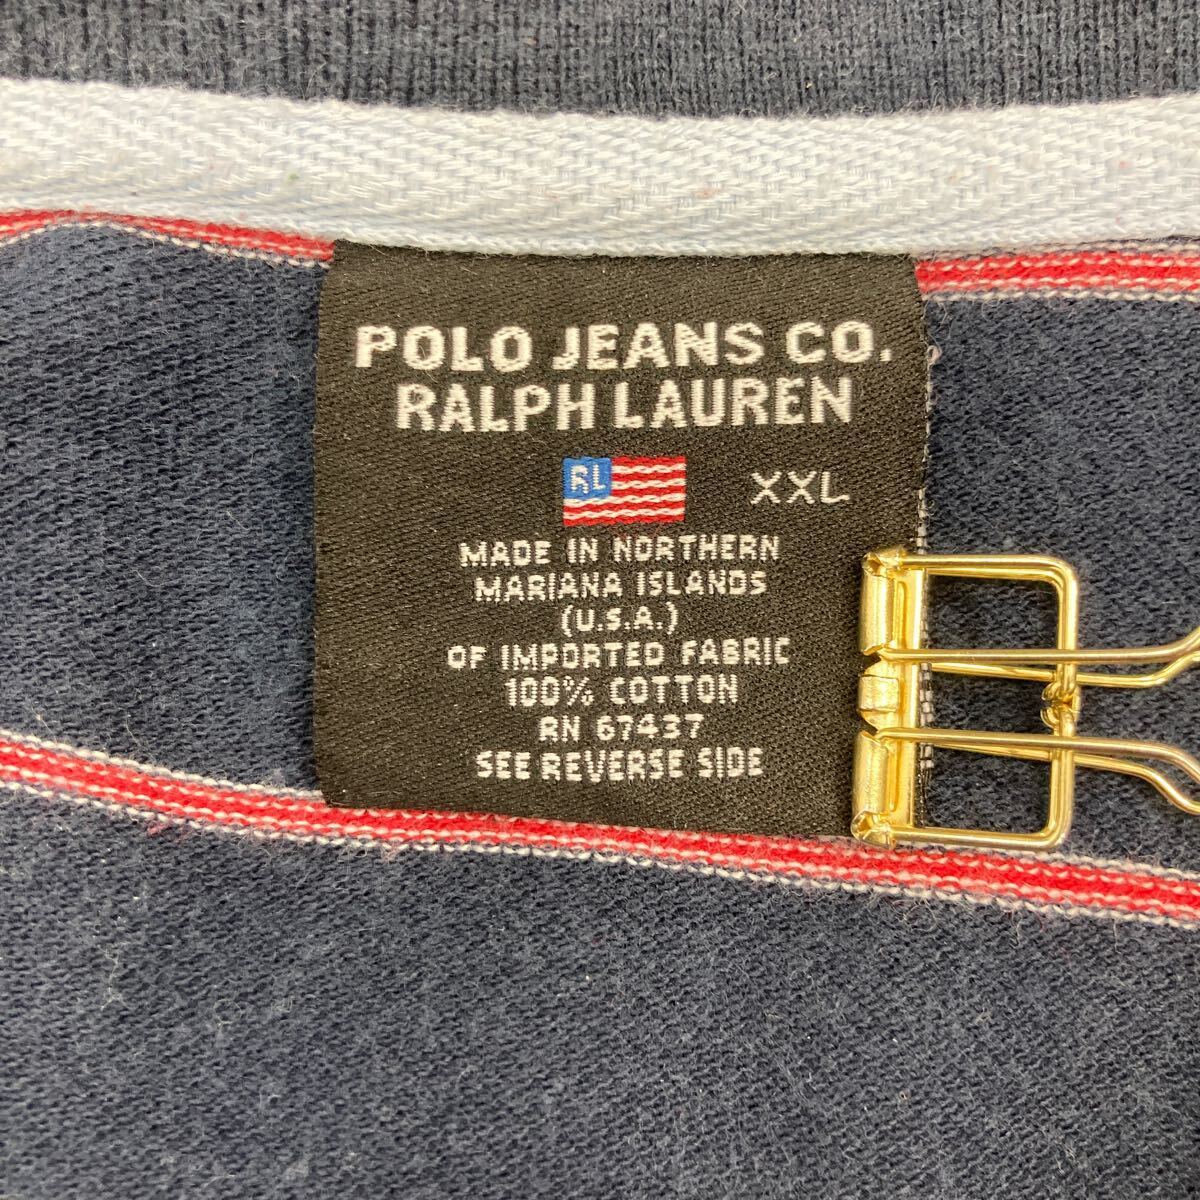 POLO JEANS CO.
RALPH LAUREN
RL
XXL
MADE IN NORTHERN
MARIANA ISLANDS
(U.S.A.)
OF IMPORTED FABRIC
100% COTTON
RN 67437
SEE REVERSE SIDE